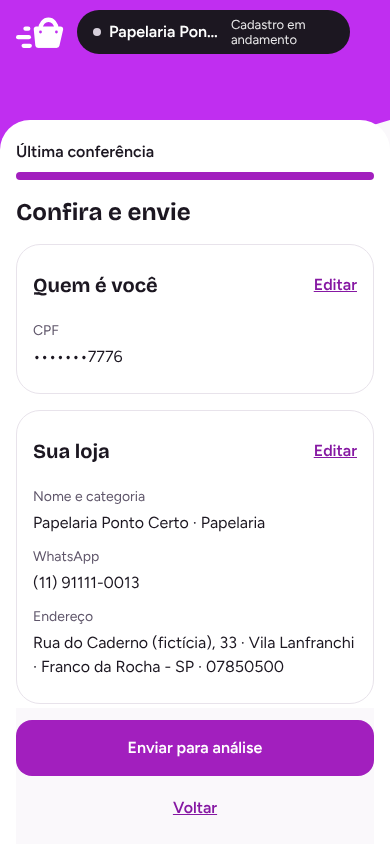 Papelaria Pon...
Cadastro em
andamento
Última conferência
Confira e envie
Quem é você
Editar
CPF
•••••••7776
Sua loja
Editar
Nome e categoria
Papelaria Ponto Certo · Papelaria
WhatsApp
(11) 91111-0013
Endereço
Rua do Caderno (fictícia), 33 · Vila Lanfranchi
· Franco da Rocha - SP · 07850500
Enviar para análise
Voltar